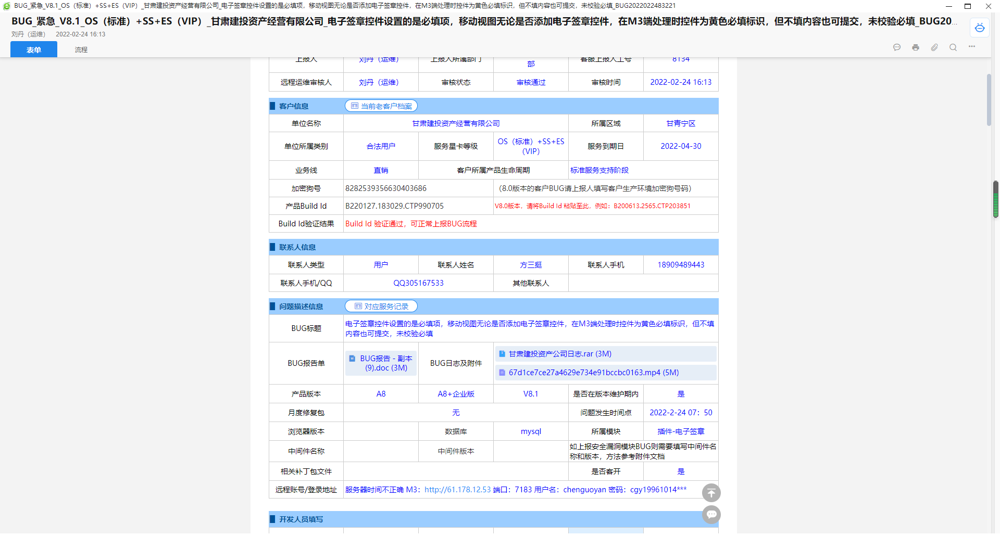 BUG_紧急_V8.1_OS（标准）+SS+ES（VIP）_甘肃建投资产经营有限公司_电子签章控件设置的是必填项，移动视图无论是否添加电子签章控件，在M3端处理时控件为黄色必填标识，但不填内容也可提交，未校验必填_BUG2022022483221
BUG_紧急_V8.1_OS（标准）+SS+ES（VIP）_甘肃建投资产经营有限公司_电子签章控件设置的是必填项，移动视图无论是否添加电子签章控件，在M3端处理时控件为黄色必填标识，但不填内容也可提交，未校验必填_BUG20...
刘丹（运维） 2022-02-24 16:13
表单 流程
上报人 刘丹（运维） 上报人所属部门 部 客服上报人工号 8134
远程运维审核人 刘丹（运维） 审核状态 审核通过 审核时间 2022-02-24 16:13
客户信息 当前老客户档案
单位名称 甘肃建投资产经营有限公司 所属区域 甘青宁区
单位所属类别 合法用户 服务星卡等级 OS（标准）+SS+ES
（VIP） 服务到期日 2022-04-30
业务线 直销 客户所属产品生命周期 标准服务支持阶段
加密狗号 8282539356630403686 （8.0版本的客户BUG请上报人填写客户生产环境加密狗号码）
产品Build Id B220127.183029.CTP990705 V8.0版本，请将Build Id 粘贴至此，例如：B200613.2565.CTP203851
Build Id验证结果 Build Id 验证通过，可正常上报BUG流程
联系人信息
联系人类型 用户 联系人姓名 方三挺 联系人手机 18909489443
联系人手机/QQ QQ305167533 其他联系人
问题描述信息 对应服务记录
BUG标题 电子签章控件设置的是必填项，移动视图无论是否添加电子签章控件，在M3端处理时控件为黄色必填标识，但不填
内容也可提交，未校验必填
BUG报告单 BUG报告 - 副本
(9).doc (3M) BUG日志及附件 甘肃建投资产公司日志.rar (3M)
67d1ce7ce27a4629e734e91bccbc0163.mp4 (5M)
产品版本 A8 A8+企业版 V8.1 是否在版本维护期内 是
月度修复包 无 问题发生时间点 2022-2-24 07：50
浏览器版本 数据库 mysql 所属模块 插件-电子签章
中间件名称 中间件版本 如上报安全漏洞模块BUG则需要填写中间件名
称和版本，方法参考附件文档
相关补丁包文件 是否客开 是
远程账号/登录地址 服务器时间不正确 M3：http://61.178.12.53 端口：7183 用户名：chenguoyan 密码：cgy19961014***
开发人员填写